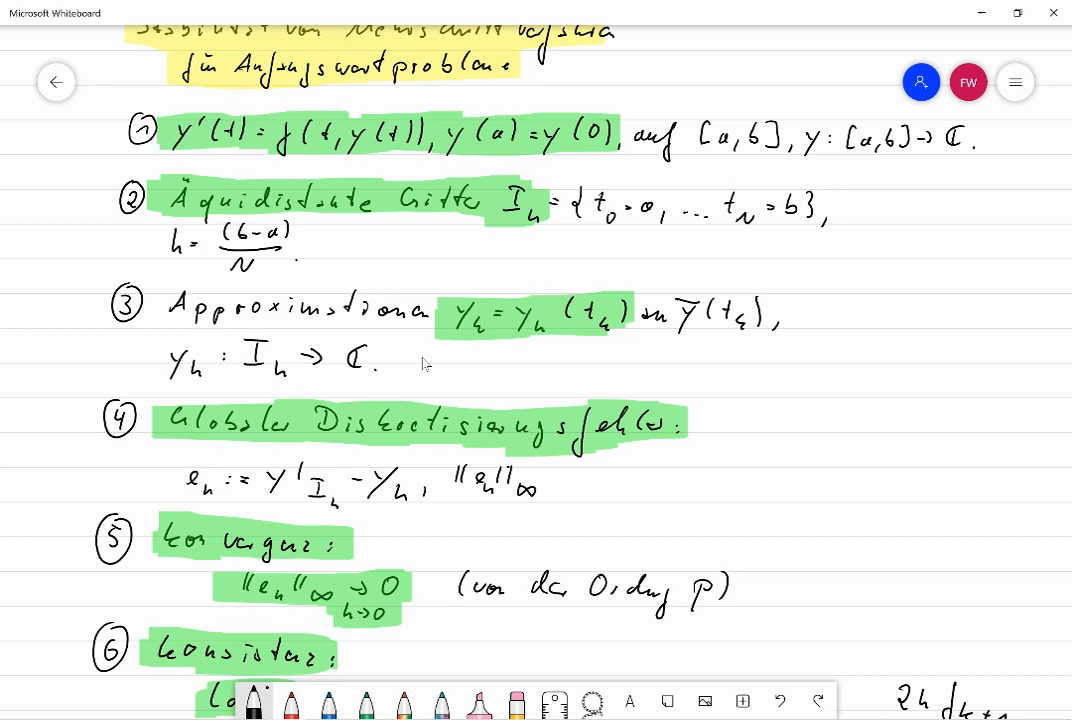 Microsoft Whiteboard
FW
für Anfangswertprobleme
① y'(t) = f(t, y(t)), y(a) = y(0), auf [a, b], y : [a, b] → ℂ.
② Äquidistante Gitter I_h = {t_0 = a, ... t_N = b},
h = (b-a)/N .
③ Approximationen y_k = y_h (t_k) an y(t_k),
y_h : I_h → ℂ.
④ Globaler Diskretisierungsfehler:
e_h := y|_{I_h} - y_h, ||e_h||_∞
⑤ Konvergenz:
||e_h||_∞ → 0 (von der Ordnung p)
h→0
⑥ Konsistenz:
A